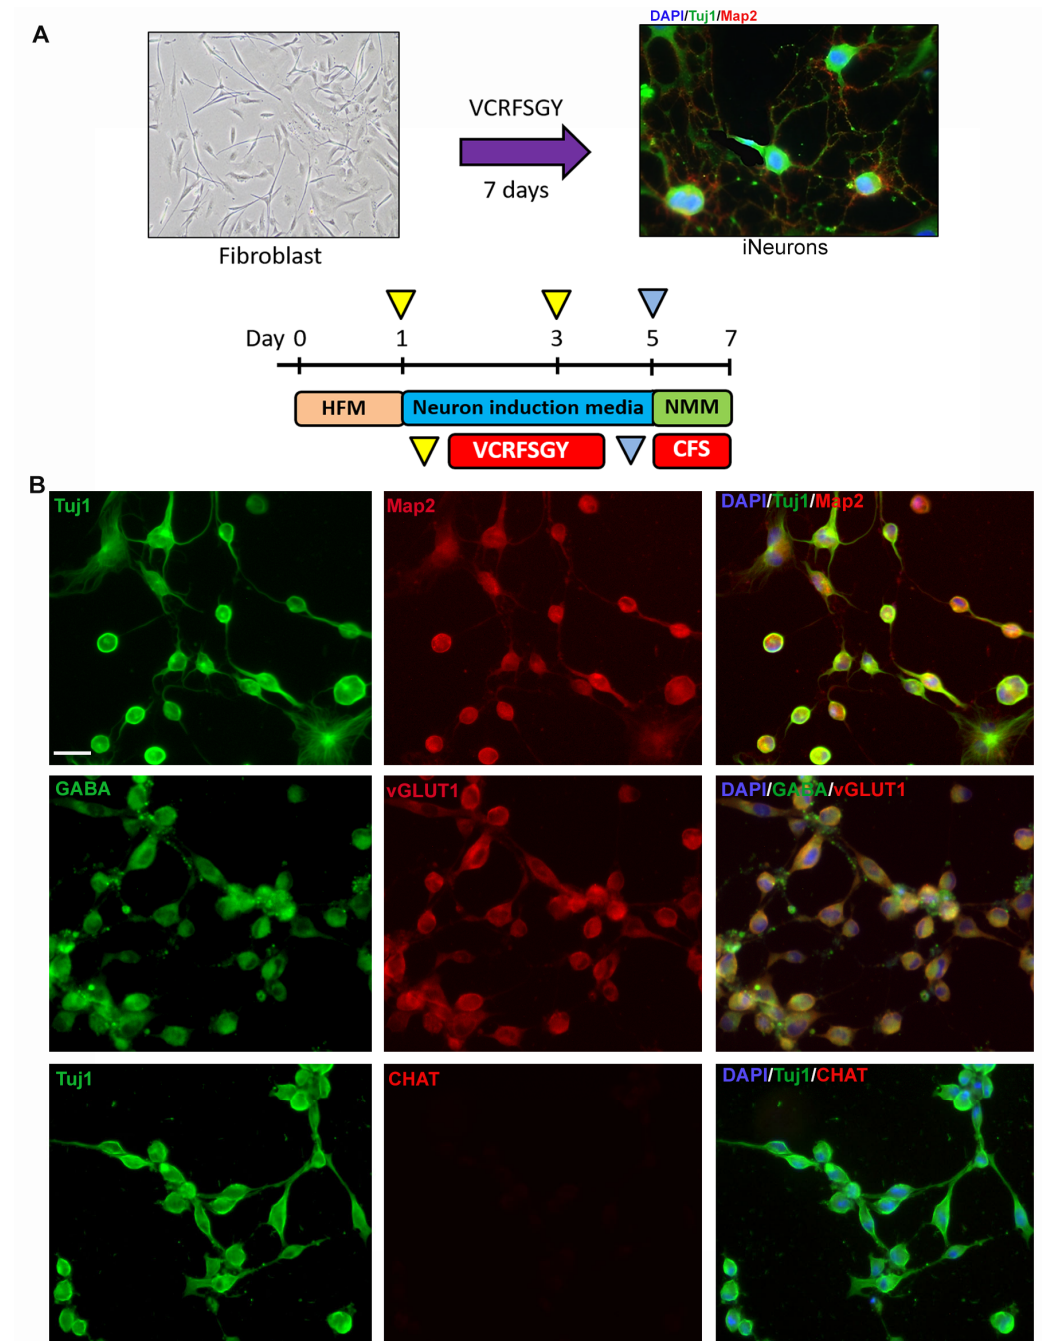 A
DAPI/Tuj1/Map2
VCRFSGY
7 days
Fibroblast
iNeurons
Day 0 1 3 5 7
HFM Neuron induction media NMM
VCRFSGY CFS
B
Tuj1 Map2 DAPI/Tuj1/Map2
GABA vGLUT1 DAPI/GABA/vGLUT1
Tuj1 CHAT DAPI/Tuj1/CHAT